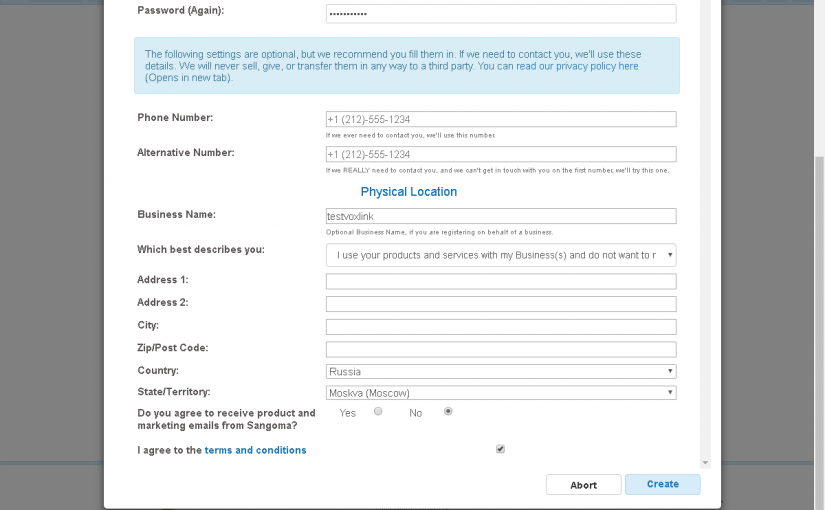 Password (Again):
•••••••••••
The following settings are optional, but we recommend you fill them in. If we need to contact you, we'll use these
details. We will never sell, give, or transfer them in any way to a third party. You can read our privacy policy here
(Opens in new tab).
Phone Number:
+1 (212)-555-1234
If we ever need to contact you, we'll use this number.
Alternative Number:
+1 (212)-555-1234
If we REALLY need to contact you, and we can't get in touch with you on the first number, we'll try this one.
Physical Location
Business Name:
testvoxlink
Optional Business Name, if you are registering on behalf of a business.
Which best describes you:
I use your products and services with my Business(s) and do not want to r
Address 1:
Address 2:
City:
Zip/Post Code:
Country:
Russia
State/Territory:
Moskva (Moscow)
Do you agree to receive product and
marketing emails from Sangoma?
Yes No
I agree to the terms and conditions
Abort Create